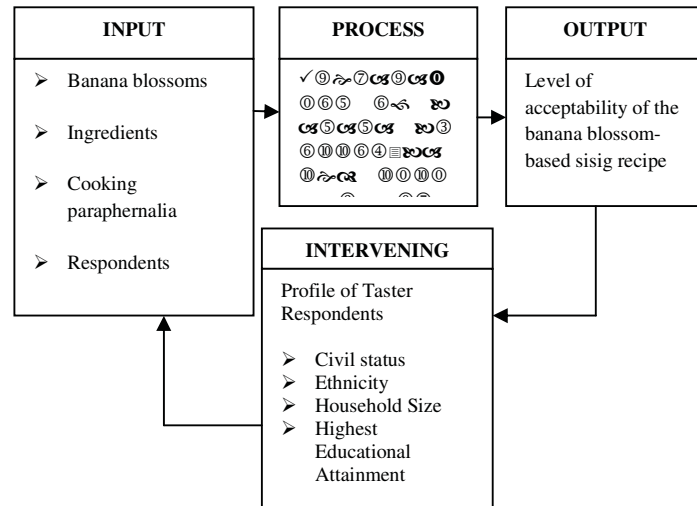 INPUT
➢ Banana blossoms
➢ Ingredients
➢ Cooking
paraphernalia
➢ Respondents
PROCESS
OUTPUT
Level of
acceptability of the
banana blossom-
based sisig recipe
INTERVENING
Profile of Taster
Respondents
➢ Civil status
➢ Ethnicity
➢ Household Size
➢ Highest
Educational
Attainment